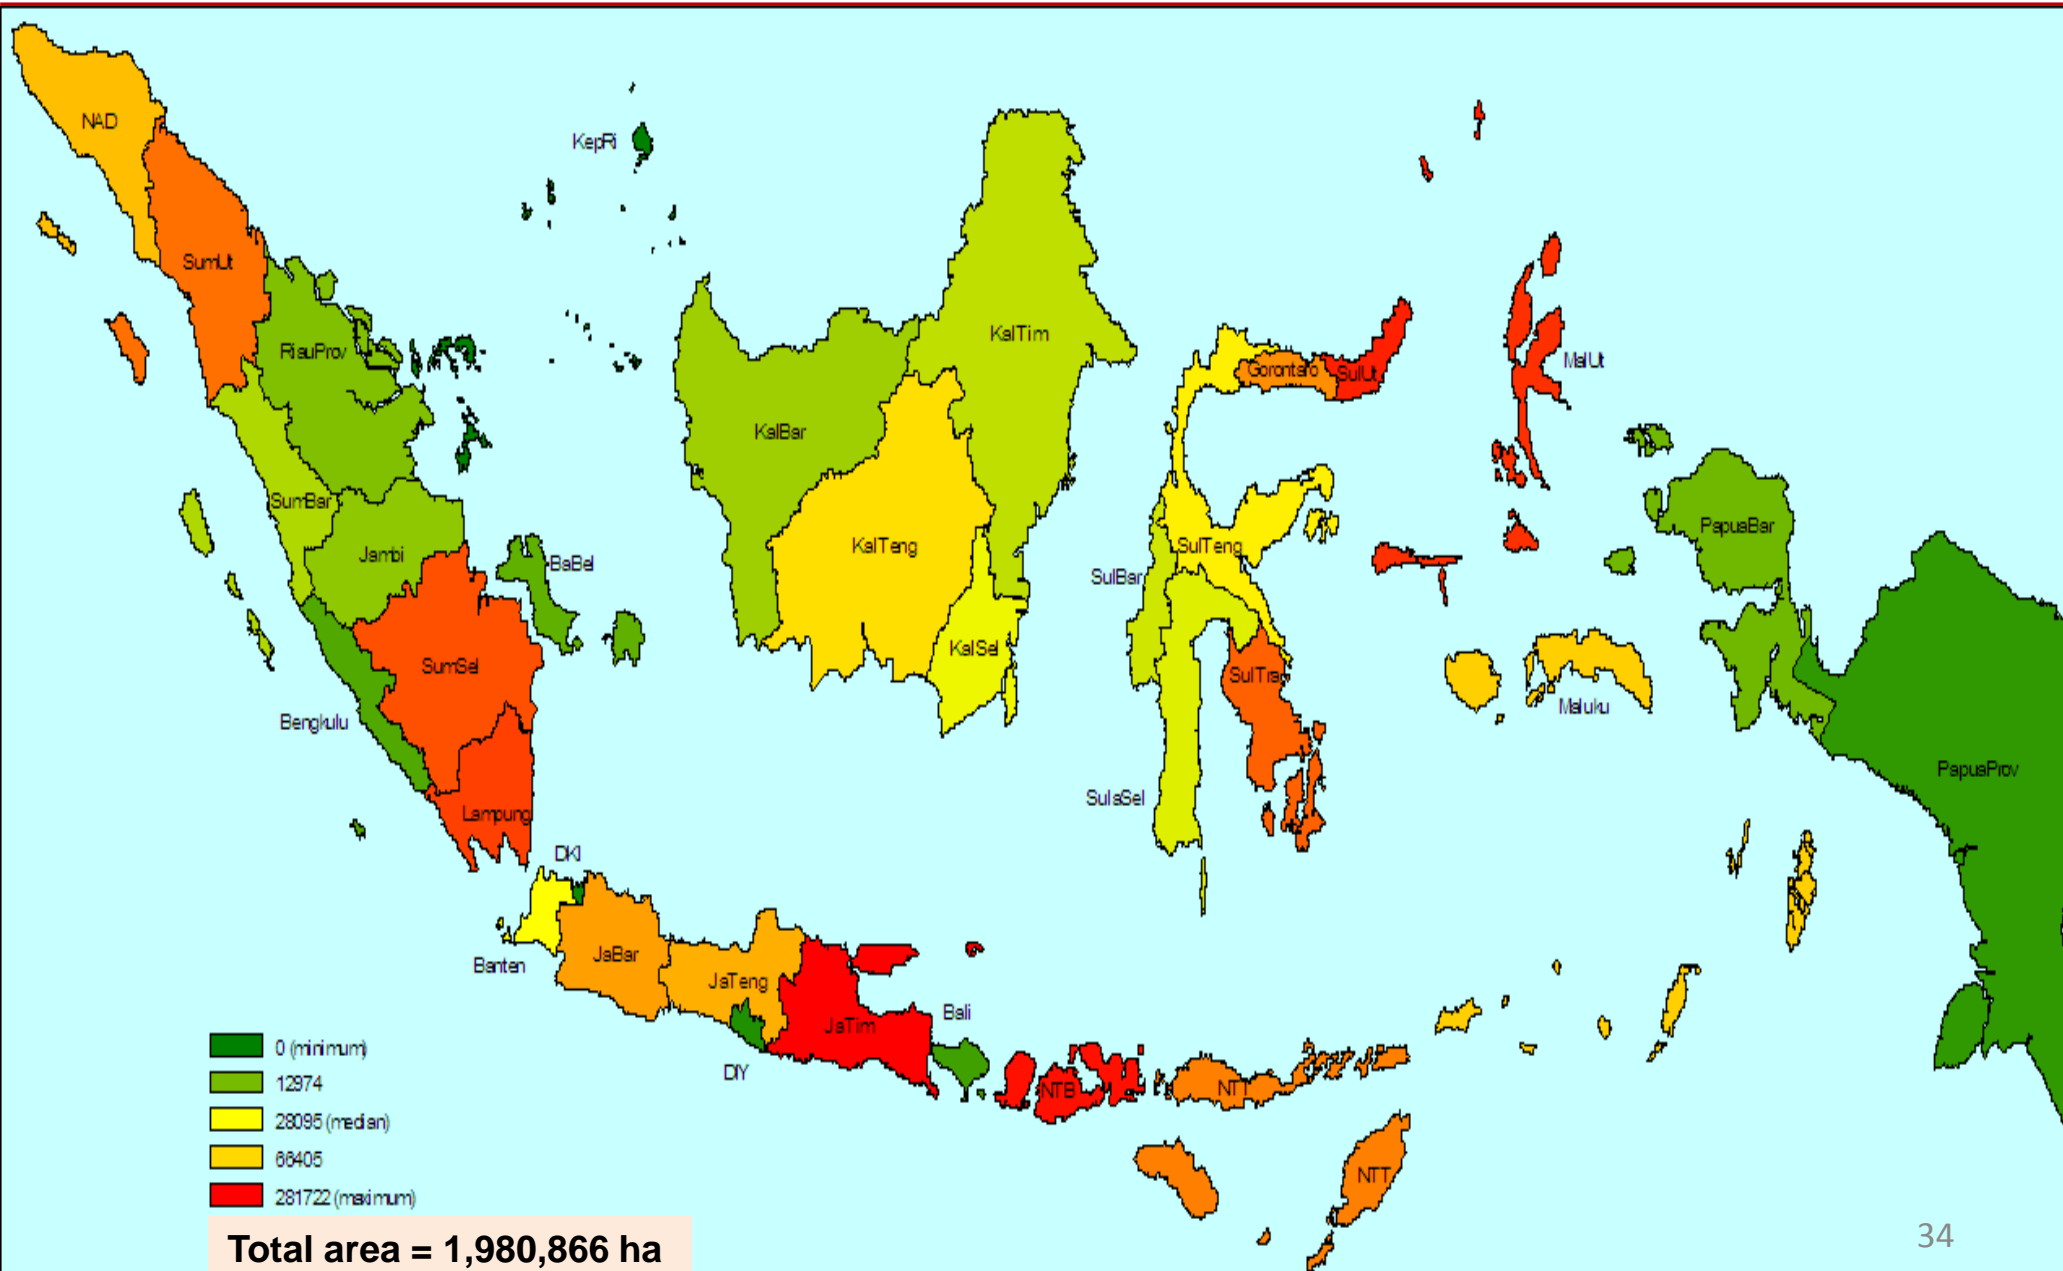 NAD
KepRi
SumUt
RiauProv
KalTim
Gorontaro
SulUt
MalUt
KalBar
SumBar
Jambi
BaBel
KalTeng
SulTeng
SulBar
PapuaBar
KalSel
SumSel
SulTra
Bengkulu
Maluku
PapuaProv
SulaSel
Lampung
DKI
Banten
JaBar
JaTeng
JaTim
Bali
DIY
NTB
NTT
NTT
0 (minimum)
12974
28095 (median)
66405
281722 (maximum)
Total area = 1,980,866 ha
34